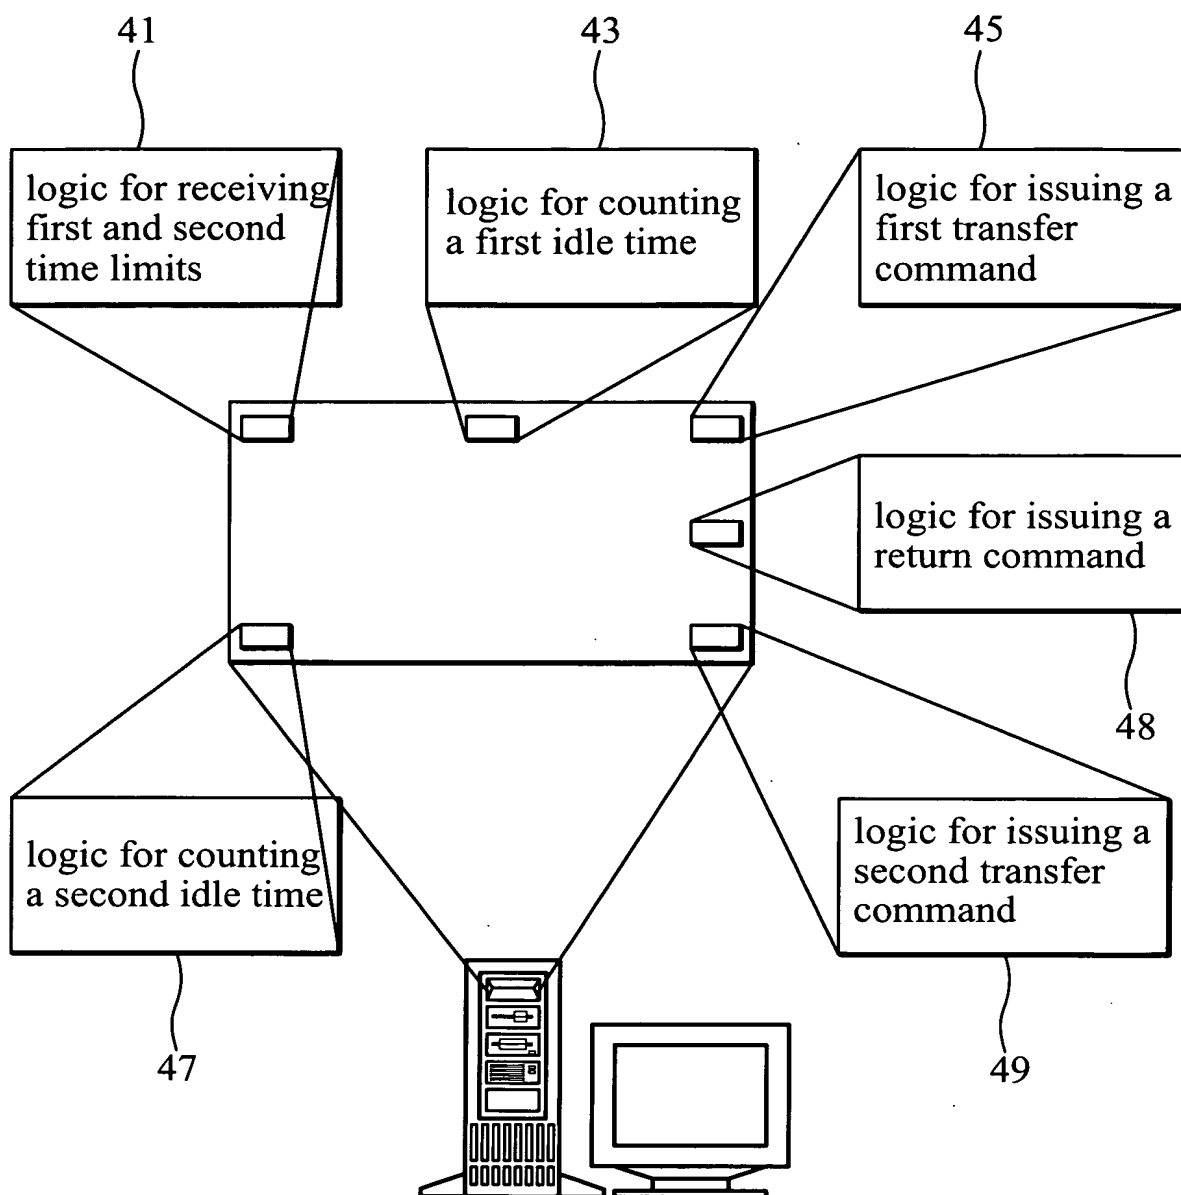 41
43
45
logic for receiving
first and second
time limits
logic for counting
a first idle time
logic for issuing a
first transfer
command
logic for issuing a
return command
48
logic for counting
a second idle time
logic for issuing a
second transfer
command
47
49